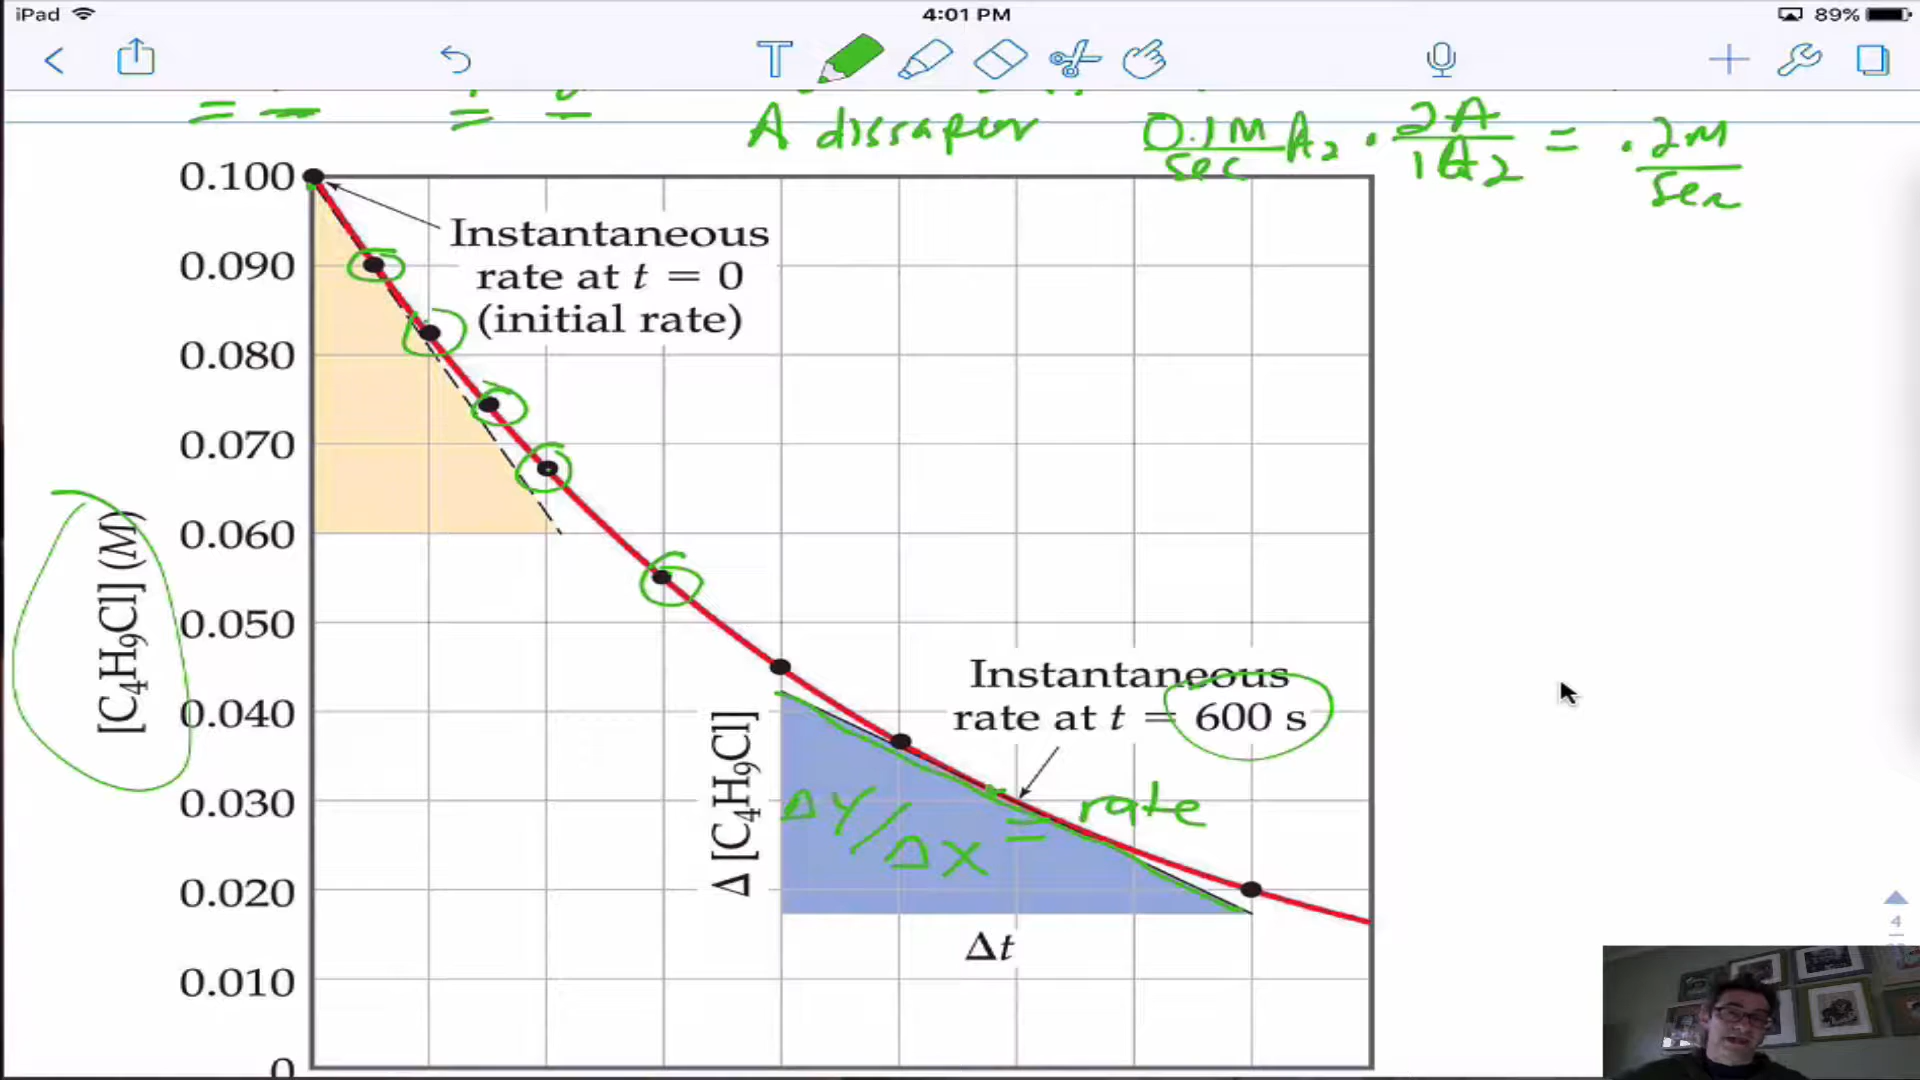 iPad 4:01 PM 89%
T
= =
A dissapear 0.1M/sec A2 · 2A/1A2 = .2M/sec
0.100
Instantaneous
rate at t = 0
(initial rate)
0.090
0.080
0.070
0.060
0.050
0.040
0.030
0.020
0.010
0
[C4H9Cl] (M)
Instantaneous
rate at t = 600 s
Δ [C4H9Cl]
ΔY/ΔX = rate
Δt
4